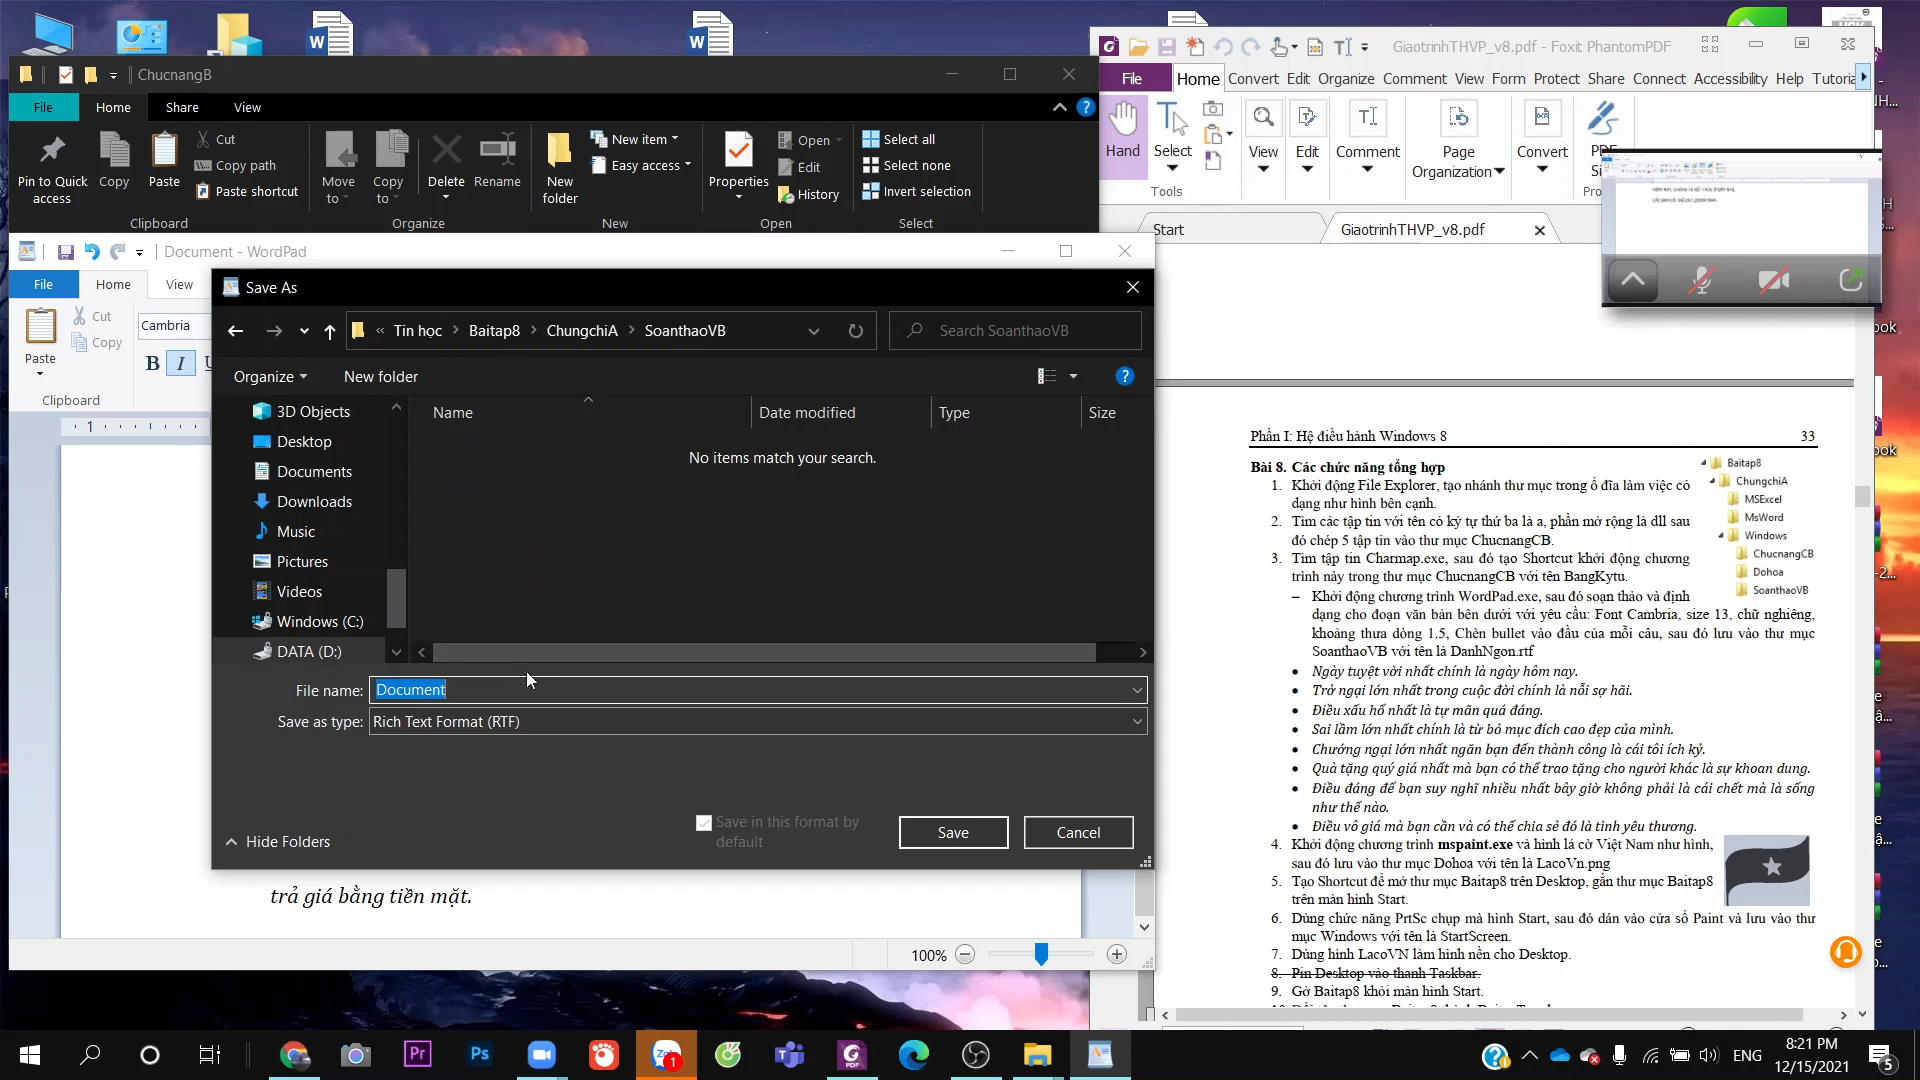 ChucnangB
File
Home
Share
View
Pin to Quick access
Copy
Paste
Cut
Copy path
Paste shortcut
Clipboard
Move to
Copy to
Delete
Rename
Organize
New folder
New item
Easy access
New
Properties
Open
Edit
History
Open
Select all
Select none
Invert selection
Select
Document - WordPad
File
Home
View
Paste
Cut
Copy
Clipboard
Cambria
B I U
Save As
« Tin học > Baitap8 > ChungchiA > SoanthaoVB
Search SoanthaoVB
Organize
New folder
3D Objects
Desktop
Documents
Downloads
Music
Pictures
Videos
Windows (C:)
DATA (D:)
Name
Date modified
Type
Size
No items match your search.
File name: Document
Save as type: Rich Text Format (RTF)
Save in this format by default
Hide Folders
Save
Cancel
trả giá bằng tiền mặt.
100%
GiaotrinhTHVP_v8.pdf - Foxit PhantomPDF
File Home Convert Edit Organize Comment View Form Protect Share Connect Accessibility Help Tutoria
Hand
Select
Tools
View
Edit
Comment
Page Organization
Convert
Start
GiaotrinhTHVP_v8.pdf
Phần I: Hệ điều hành Windows 8 33
Bài 8. Các chức năng tổng hợp
1. Khởi động File Explorer, tạo nhánh thư mục trong ổ đĩa làm việc có
dạng như hình bên cạnh.
2. Tìm các tập tin với tên có ký tự thứ ba là a, phần mở rộng là dll sau
đó chép 5 tập tin vào thư mục ChucnangCB.
3. Tìm tập tin Charmap.exe, sau đó tạo Shortcut khởi động chương
trình này trong thư mục ChucnangCB với tên BangKytu.
– Khởi động chương trình WordPad.exe, sau đó soạn thảo và định
dạng cho đoạn văn bản bên dưới với yêu cầu: Font Cambria, size 13, chữ nghiêng,
khoảng thưa dòng 1.5, Chèn bullet vào đầu của mỗi câu, sau đó lưu vào thư mục
SoanthaoVB với tên là DanhNgon.rtf
• Ngày tuyệt vời nhất chính là ngày hôm nay.
• Trở ngại lớn nhất trong cuộc đời chính là nỗi sợ hãi.
• Điều xấu hổ nhất là tự mãn quá đáng.
• Sai lầm lớn nhất chính là từ bỏ mục đích cao đẹp của mình.
• Chướng ngại lớn nhất ngăn bạn đến thành công là cái tôi ích kỷ.
• Quà tặng quý giá nhất mà bạn có thể trao tặng cho người khác là sự khoan dung.
• Điều đáng để bạn suy nghĩ nhiều nhất bây giờ không phải là cái chết mà là sống
như thế nào.
• Điều vô giá mà bạn cần và có thể chia sẻ đó là tình yêu thương.
4. Khởi động chương trình mspaint.exe và hình lá cờ Việt Nam như hình,
sau đó lưu vào thư mục Dohoa với tên là LacoVn.png
5. Tạo Shortcut để mở thư mục Baitap8 trên Desktop, gắn thư mục Baitap8
trên màn hình Start.
6. Dùng chức năng PrtSc chụp mà hình Start, sau đó dán vào cửa sổ Paint và lưu vào thư
mục Windows với tên là StartScreen.
7. Dùng hình LacoVN làm hình nền cho Desktop.
8. Pin Desktop vào thanh Taskbar.
9. Gở Baitap8 khỏi màn hình Start.
Baitap8
ChungchiA
MSExcel
MsWord
Windows
ChucnangCB
Dohoa
SoanthaoVB
ENG
8:21 PM
12/15/2021
5